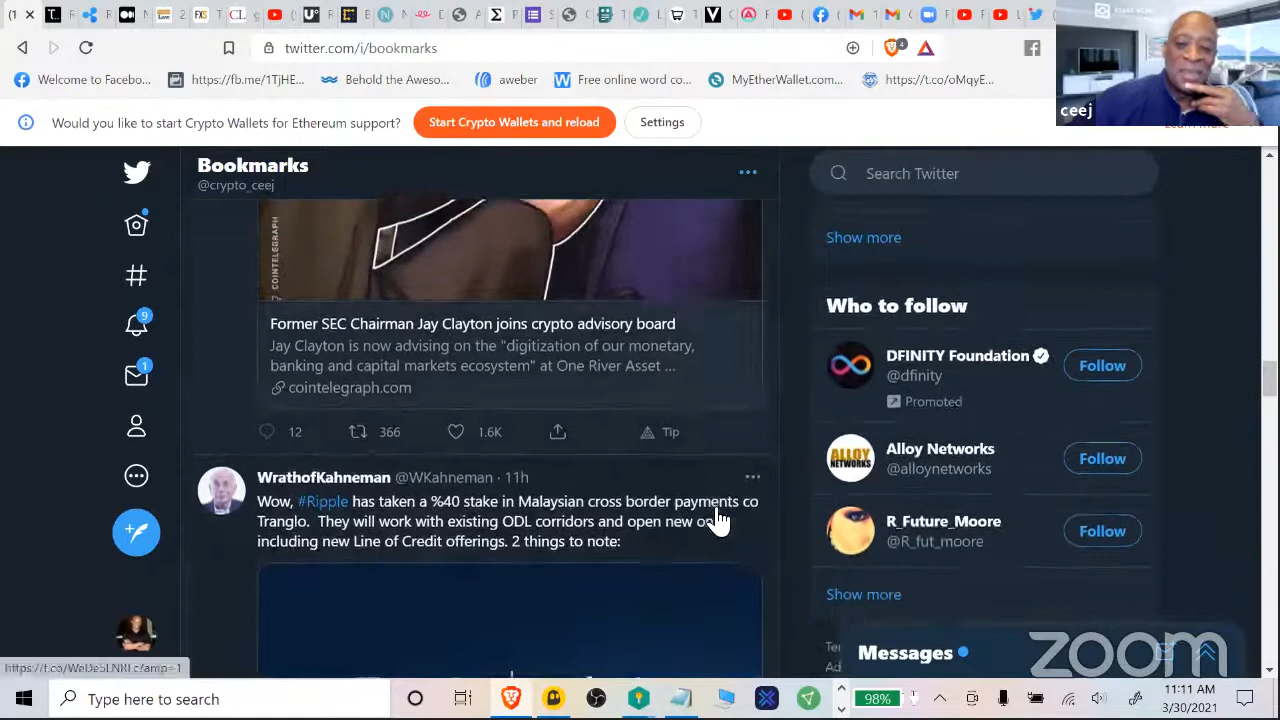 twitter.com/i/bookmarks
4
Welcome to Facebo...
https://fb.me/1TjHE...
Behold the Aweso...
aweber
Free online word co...
MyEtherWallet.com...
https://t.co/oMqyE...
ceej
Would you like to start Crypto Wallets for Ethereum support?
Start Crypto Wallets and reload
Settings
Learn more
Bookmarks
@crypto_ceej
Search Twitter
COINTELEGRAPH
Show more
Former SEC Chairman Jay Clayton joins crypto advisory board
Jay Clayton is now advising on the "digitization of our monetary,
banking and capital markets ecosystem" at One River Asset ...
cointelegraph.com
12
366
1.6K
Tip
Who to follow
DFINITY Foundation
@dfinity
Promoted
Follow
Alloy Networks
@alloynetworks
Follow
ALLOY
NETWORKS
R_Future_Moore
@R_fut_moore
Follow
Show more
9
1
WrathofKahneman @WKahneman · 11h
Wow, #Ripple has taken a %40 stake in Malaysian cross border payments co
Tranglo. They will work with existing ODL corridors and open new
including new Line of Credit offerings. 2 things to note:
Messages
zoom
Type here to search
98%
11:11 AM
3/30/2021